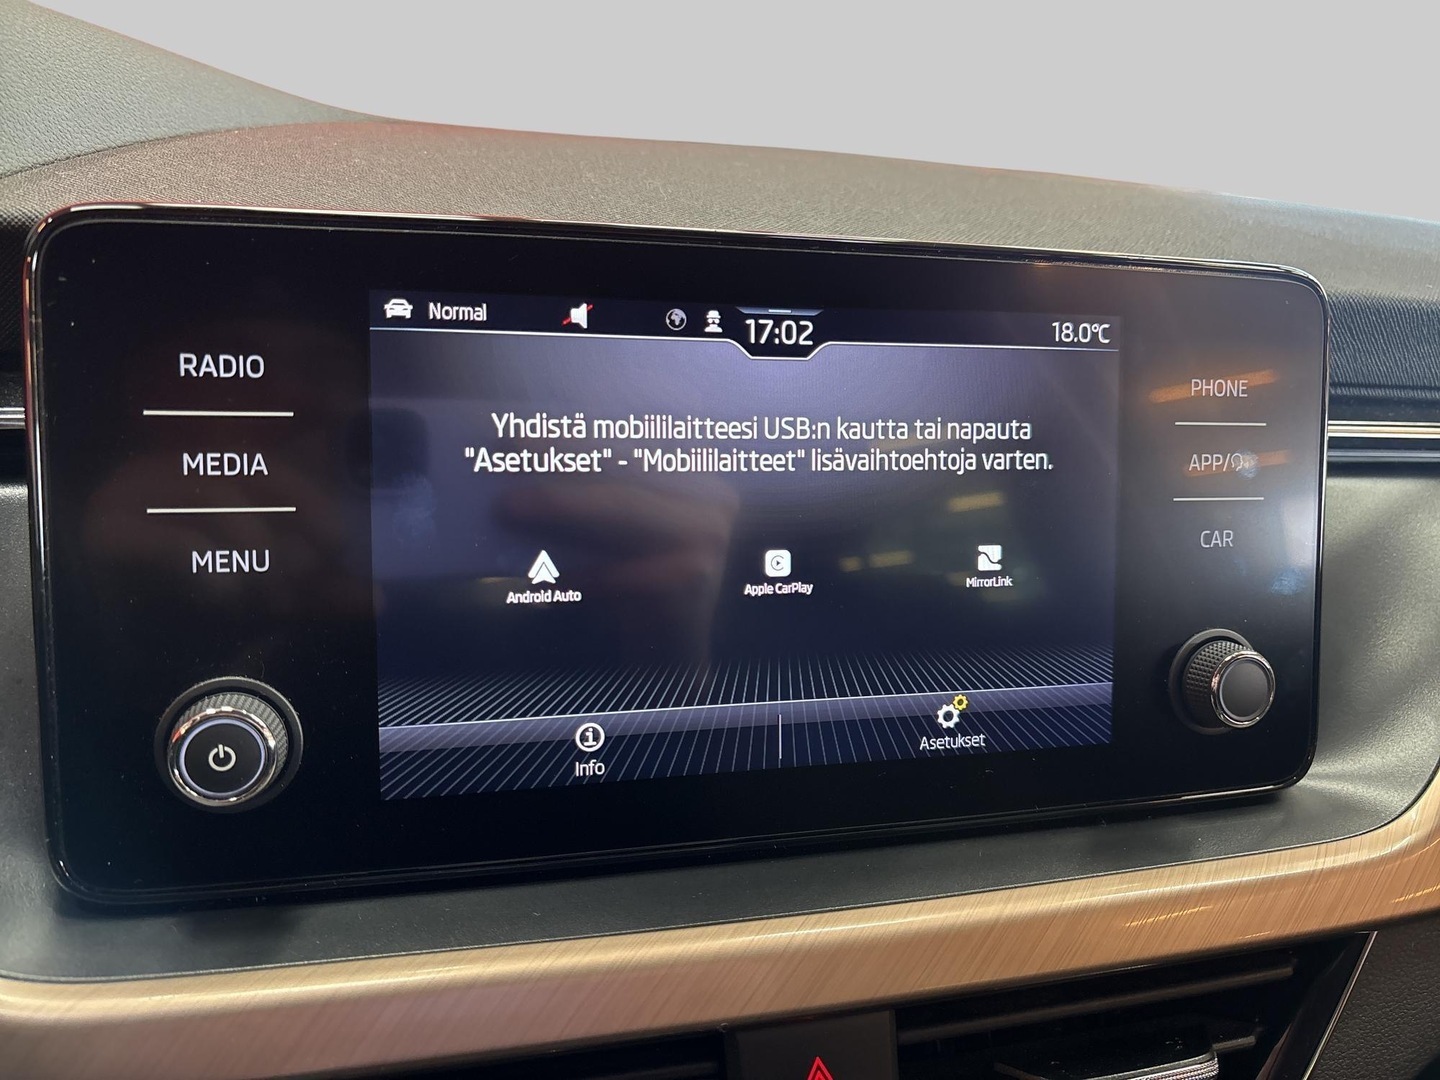 Normal
17:02
18.0°C
RADIO
MEDIA
MENU
Yhdistä mobiililaitteesi USB:n kautta tai napauta
"Asetukset" - "Mobiililaitteet" lisävaihtoehtoja varten.
Android Auto
Apple CarPlay
MirrorLink
Info
Asetukset
PHONE
APP/
CAR